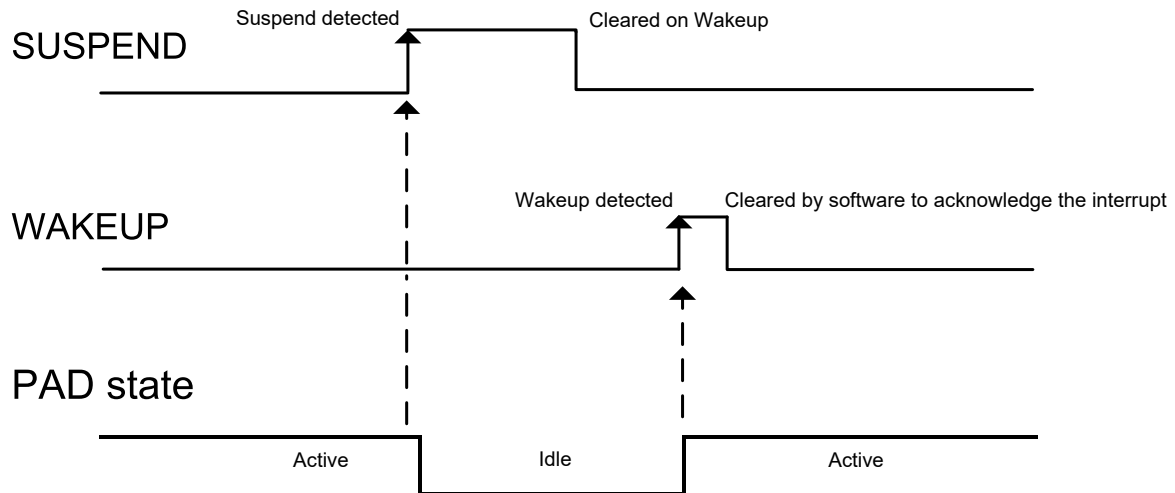 Suspend detected
Cleared on Wakeup
SUSPEND
Wakeup detected
Cleared by software to acknowledge the interrupt
WAKEUP
PAD state
Active
Idle
Active